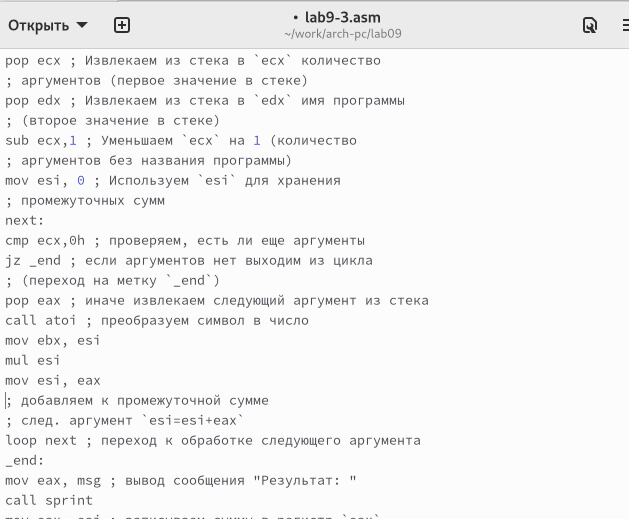 Открыть
• lab9-3.asm
~/work/arch-pc/lab09
pop ecx ; Извлекаем из стека в `ecx` количество
; аргументов (первое значение в стеке)
pop edx ; Извлекаем из стека в `edx` имя программы
; (второе значение в стеке)
sub ecx,1 ; Уменьшаем `ecx` на 1 (количество
; аргументов без названия программы)
mov esi, 0 ; Используем `esi` для хранения
; промежуточных сумм
next:
cmp ecx,0h ; проверяем, есть ли еще аргументы
jz _end ; если аргументов нет выходим из цикла
; (переход на метку `_end`)
pop eax ; иначе извлекаем следующий аргумент из стека
call atoi ; преобразуем символ в число
mov ebx, esi
mul esi
mov esi, eax
; добавляем к промежуточной сумме
; след. аргумент `esi=esi+eax`
loop next ; переход к обработке следующего аргумента
_end:
mov eax, msg ; вывод сообщения "Результат: "
call sprint